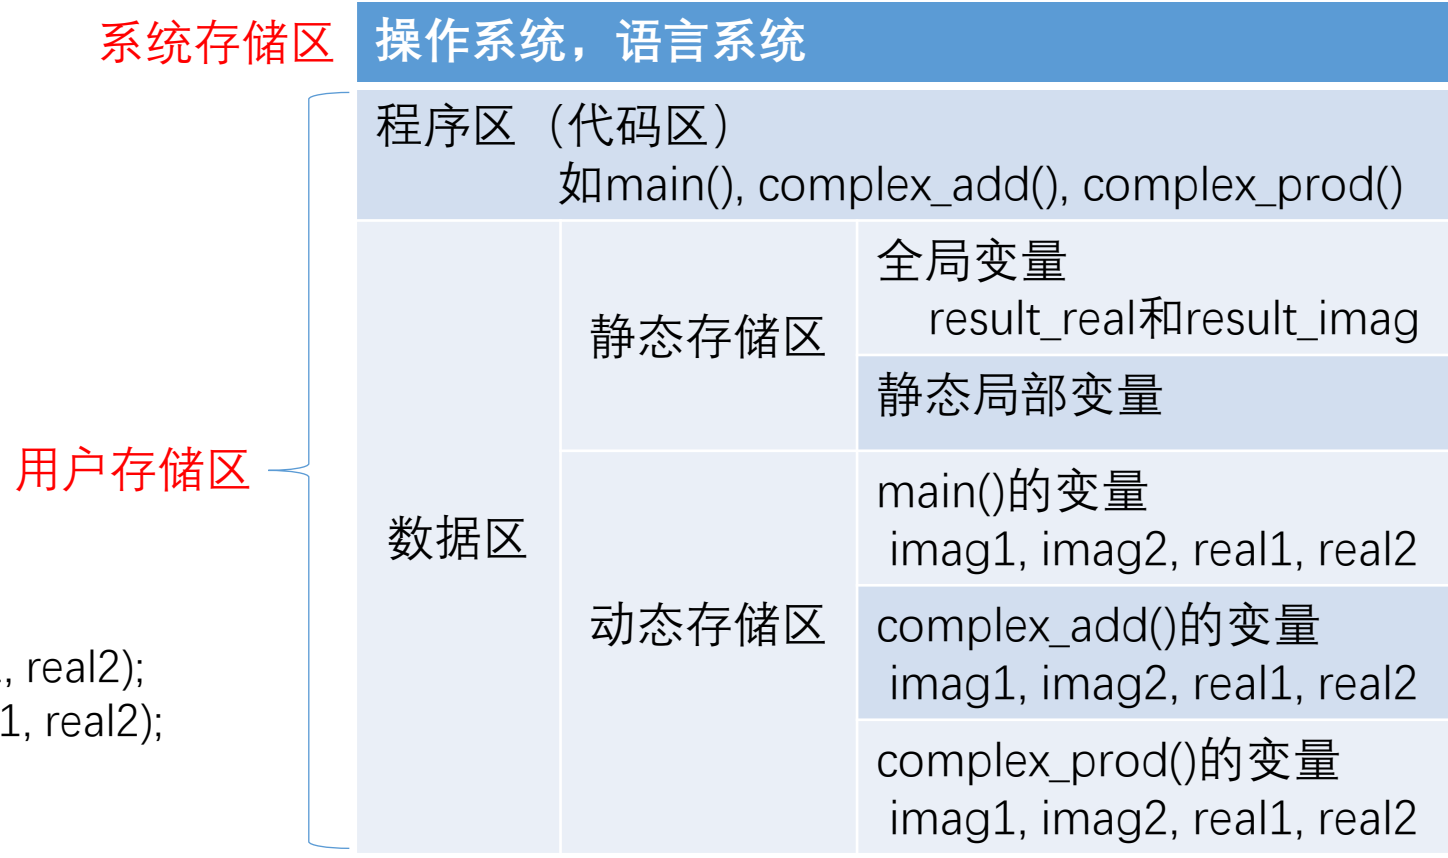 系统存储区
操作系统，语言系统
程序区（代码区）
如main(), complex_add(), complex_prod()
用户存储区
数据区
静态存储区
全局变量
result_real和result_imag
静态局部变量
动态存储区
main()的变量
imag1, imag2, real1, real2
complex_add()的变量
imag1, imag2, real1, real2
complex_prod()的变量
imag1, imag2, real1, real2
, real2);
1, real2);